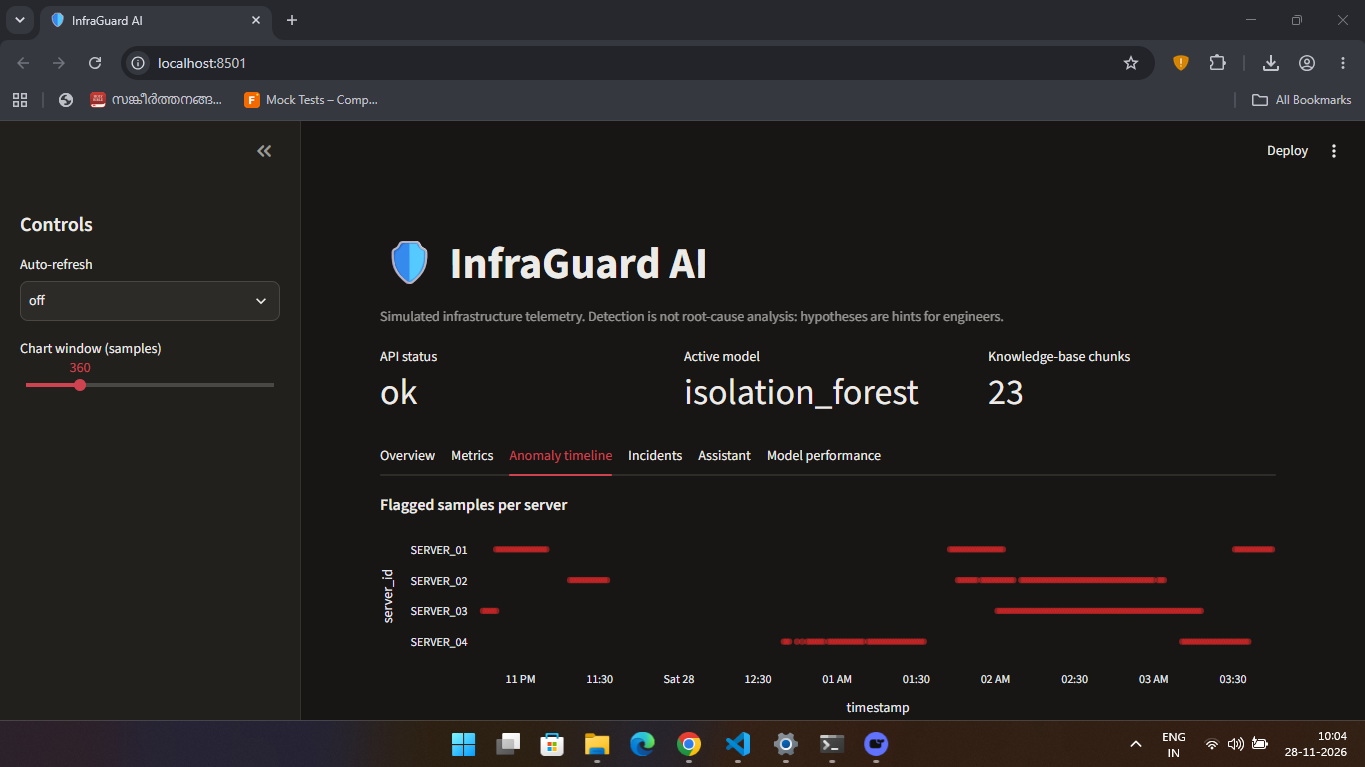 InfraGuard AI
localhost:8501
സങ്കീർത്തനങ്ങ...
Mock Tests – Comp...
All Bookmarks
Deploy
Controls
Auto-refresh
off
Chart window (samples)
360
InfraGuard AI
Simulated infrastructure telemetry. Detection is not root-cause analysis: hypotheses are hints for engineers.
API status
Active model
Knowledge-base chunks
ok
isolation_forest
23
Overview Metrics Anomaly timeline Incidents Assistant Model performance
Flagged samples per server
server_id
SERVER_01
SERVER_02
SERVER_03
SERVER_04
11 PM 11:30 Sat 28 12:30 01 AM 01:30 02 AM 02:30 03 AM 03:30
timestamp
ENG
IN
10:04
28-11-2026